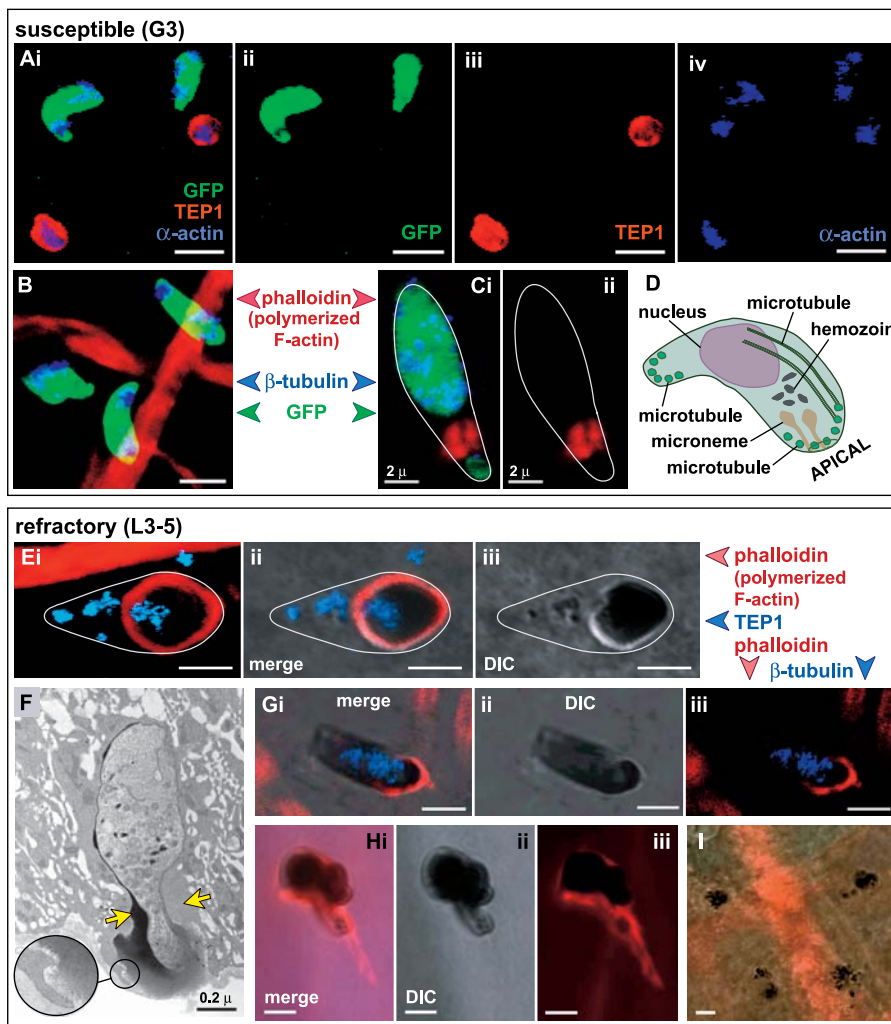 susceptible (G3)
Ai
ii
iii
iv
GFP
TEP1
α-actin
GFP
TEP1
α-actin
B
phalloidin
(polymerized
F-actin)
β-tubulin
GFP
Ci
ii
2 µ
2 µ
D
nucleus
microtubule
hemozoin
microtubule
microneme
microtubule
APICAL
refractory (L3-5)
Ei
ii
iii
merge
DIC
phalloidin
(polymerized
F-actin)
TEP1
phalloidin
β-tubulin
F
0.2 µ
Gi
merge
ii
DIC
iii
Hi
ii
iii
merge
DIC
I